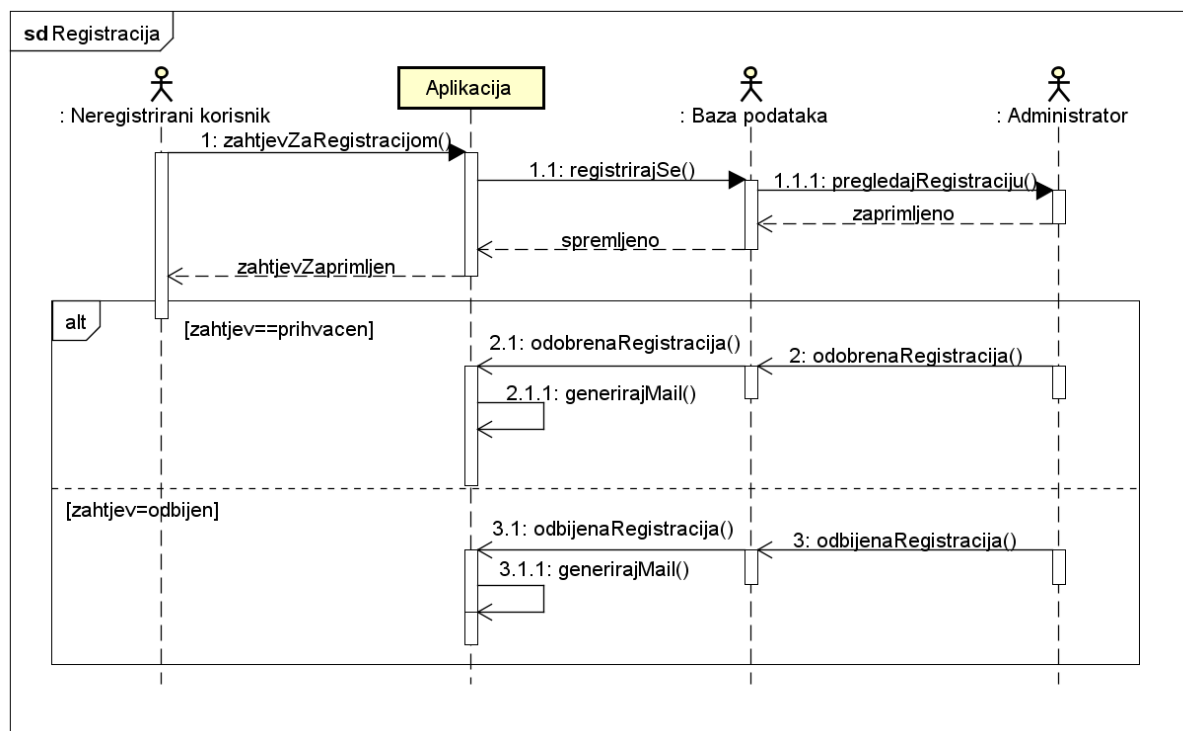 sd Registracija
: Neregistrirani korisnik
Aplikacija
: Baza podataka
: Administrator
1: zahtjevZaRegistracijom()
1.1: registrirajSe()
1.1.1: pregledajRegistraciju()
zaprimljeno
spremljeno
zahtjevZaprimljen
alt
[zahtjev==prihvacen]
2.1: odobrenaRegistracija()
2: odobrenaRegistracija()
2.1.1: generirajMail()
[zahtjev=odbijen]
3.1: odbijenaRegistracija()
3: odbijenaRegistracija()
3.1.1: generirajMail()